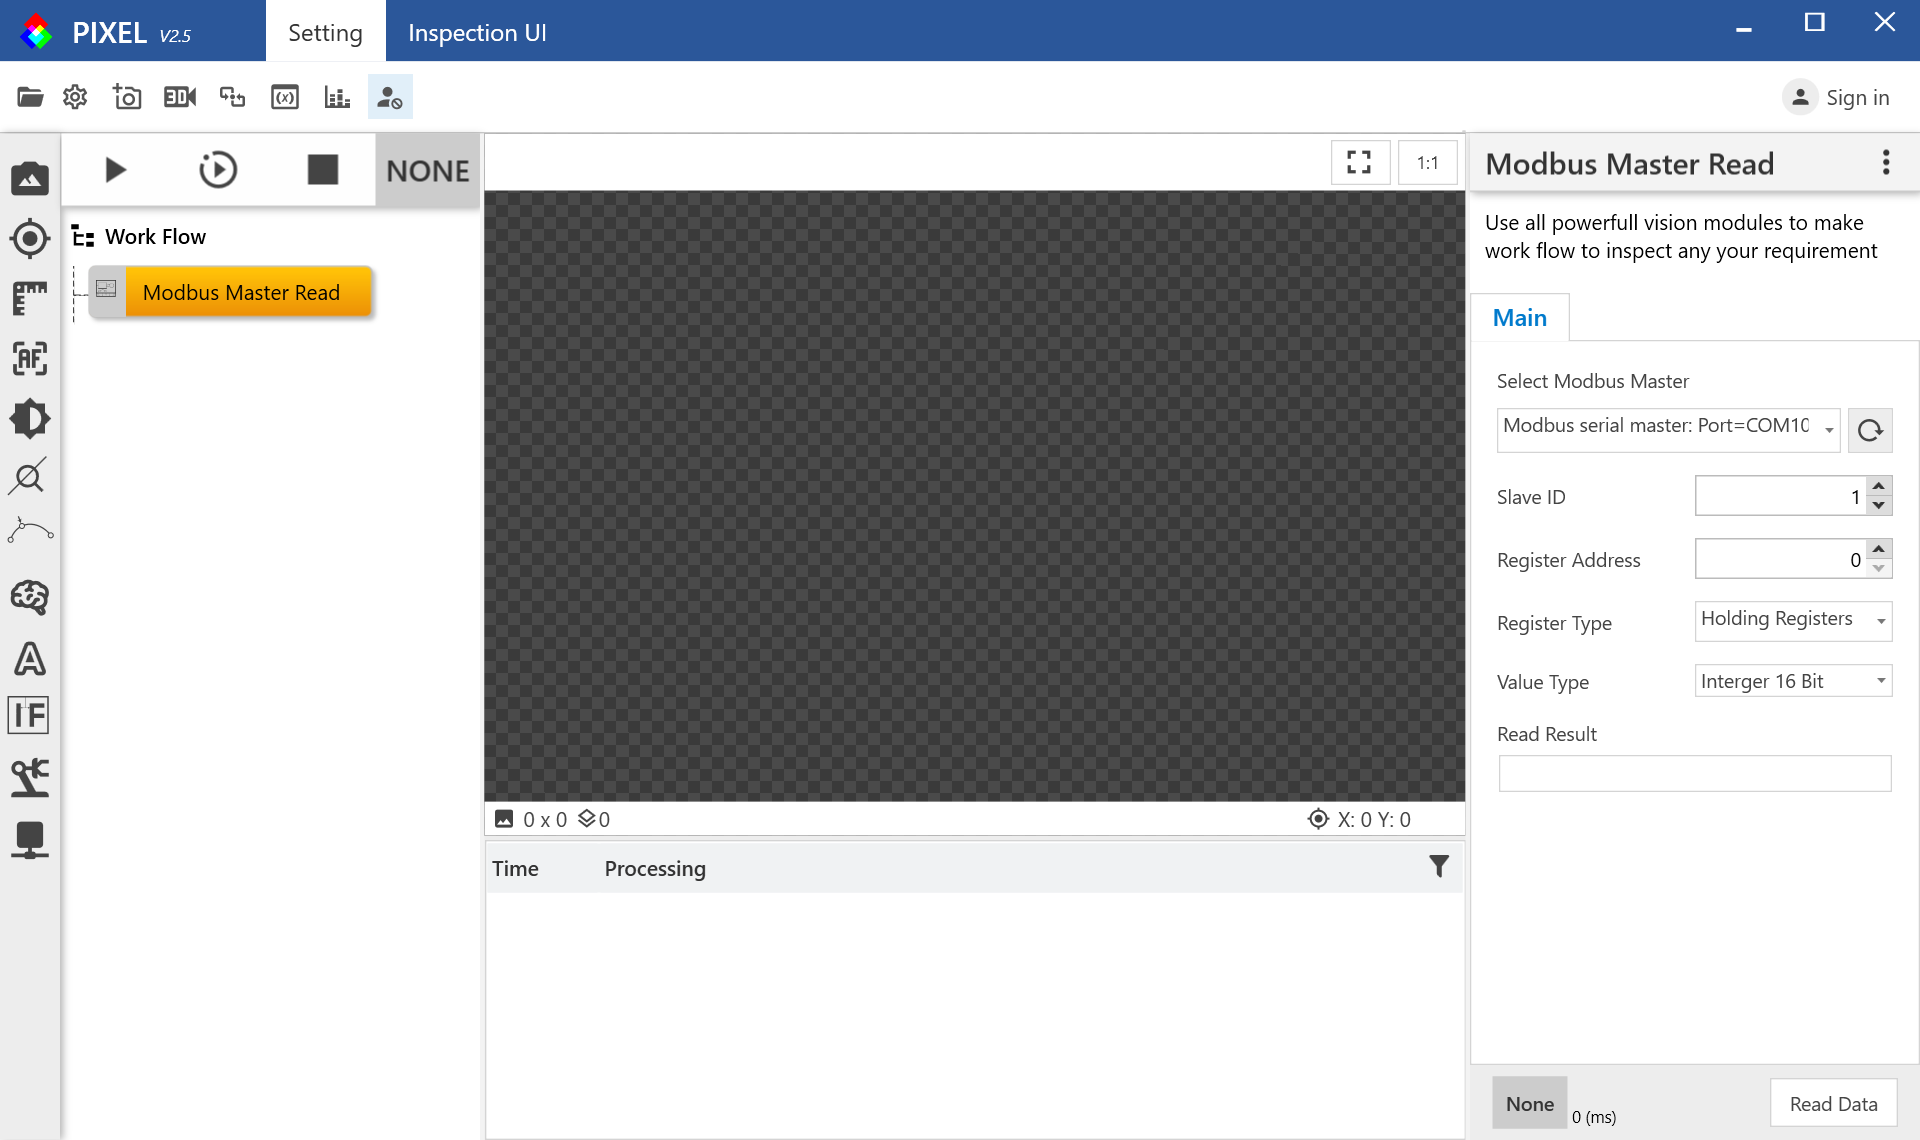 PIXEL V2.5
Setting
Inspection UI
3D
(x)
Sign in
NONE
1:1
Modbus Master Read
Use all powerfull vision modules to make
work flow to inspect any your requirement
Work Flow
Modbus Master Read
AF
A
IF
Main
Select Modbus Master
Modbus serial master: Port=COM10
Slave ID
1
Register Address
0
Register Type
Holding Registers
Value Type
Interger 16 Bit
Read Result
0 x 0
0
X: 0 Y: 0
Time
Processing
None
0 (ms)
Read Data